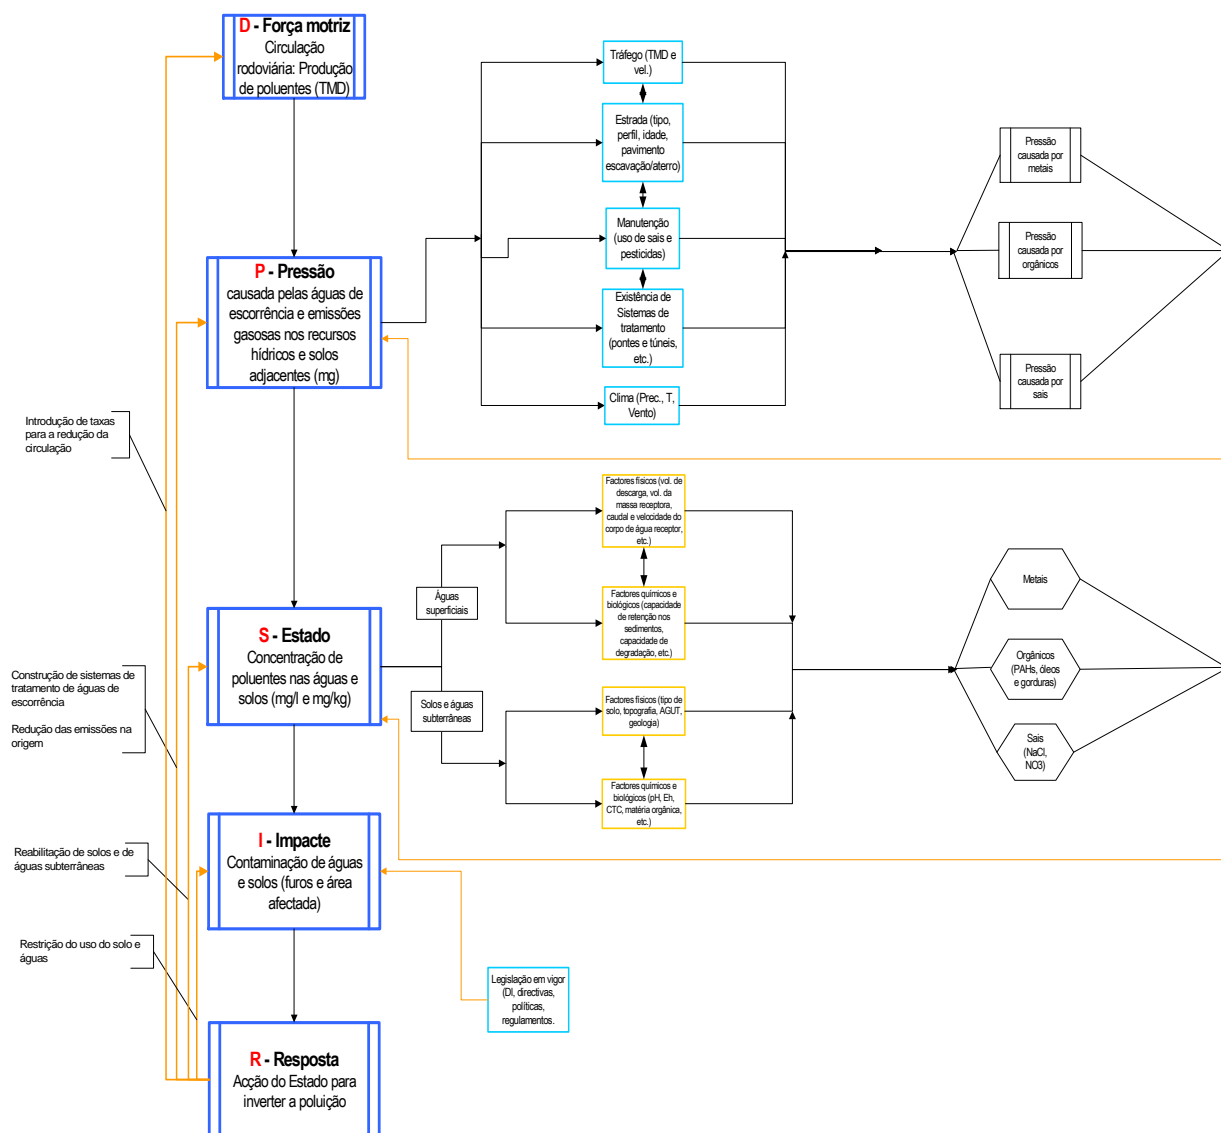 D - Força motriz
Circulação
rodoviária: Produção
de poluentes (TMD)
Tráfego (TMD e
vel.)
Estrada (tipo,
perfil, idade,
pavimento
escavação/aterro)
Manutenção
(uso de sais e
pesticidas)
Existência de
Sistemas de
tratamento
(pontes e túneis,
etc.)
Clima (Prec., T,
Vento)
Pressão
causada por
metais
Pressão
causada por
orgânicos
Pressão
causada por
sais
P - Pressão
causada pelas águas de
escorrência e emissões
gasosas nos recursos
hídricos e solos
adjacentes (mg)
Introdução de taxas
para a redução da
circulação
Factores físicos (vol. de
descarga, vol. da
massa receptora,
caudal e velocidade do
corpo de água receptor,
etc.)
Águas
superficiais
Factores químicos e
biológicos (capacidade
de retenção nos
sedimentos,
capacidade de
degradação, etc.)
Metais
Orgânicos
(PAHs, óleos
e gorduras)
Sais
(NaCl,
NO3)
S - Estado
Concentração de
poluentes nas águas e
solos (mg/l e mg/kg)
Solos e águas
subterrâneas
Factores físicos (tipo de
solo, topografia, AGUT,
geologia)
Factores químicos e
biológicos (pH, Eh,
CTC, matéria orgânica,
etc.)
Construção de sistemas de
tratamento de águas de
escorrência
Redução das emissões na
origem
I - Impacte
Contaminação de águas
e solos (furos e área
afectada)
Reabilitação de solos e de
águas subterrâneas
Restrição do uso do solo e
águas
Legislação em vigor
(Dl, directivas,
políticas,
regulamentos.
R - Resposta
Acção do Estado para
inverter a poluição